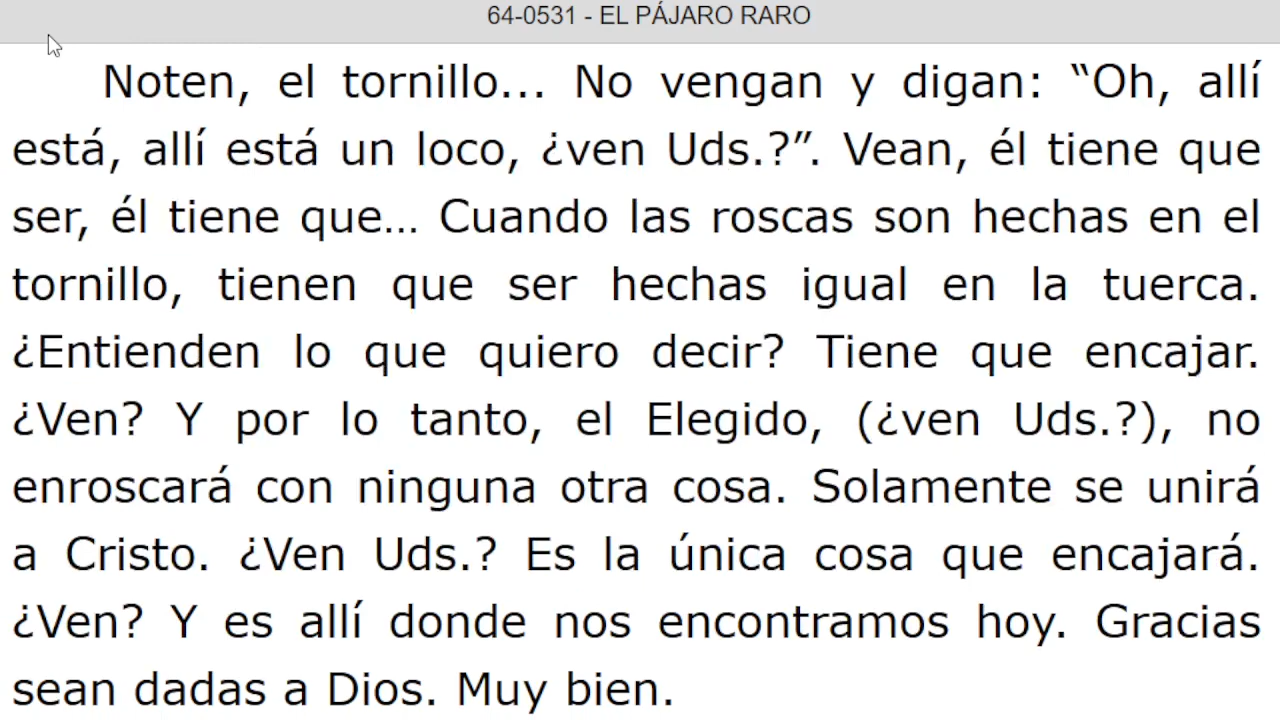 64-0531 - EL PÁJARO RARO
Noten, el tornillo... No vengan y digan: “Oh, allí
está, allí está un loco, ¿ven Uds.?”. Vean, él tiene que
ser, él tiene que… Cuando las roscas son hechas en el
tornillo, tienen que ser hechas igual en la tuerca.
¿Entienden lo que quiero decir? Tiene que encajar.
¿Ven? Y por lo tanto, el Elegido, (¿ven Uds.?), no
enroscará con ninguna otra cosa. Solamente se unirá
a Cristo. ¿Ven Uds.? Es la única cosa que encajará.
¿Ven? Y es allí donde nos encontramos hoy. Gracias
sean dadas a Dios. Muy bien.